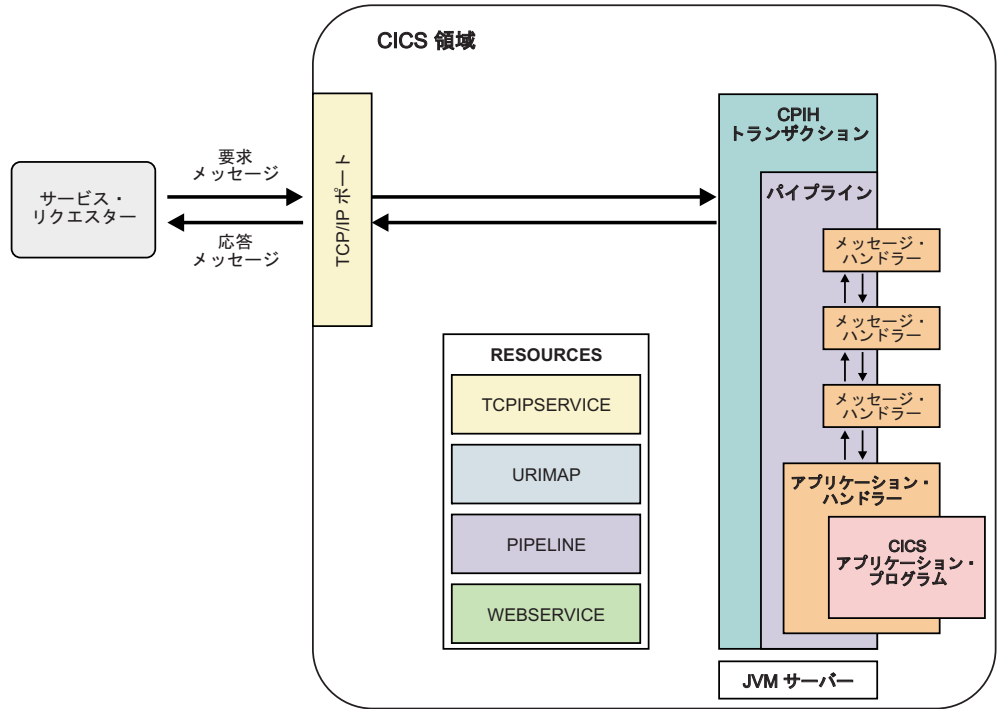 CICS 領域
サービス・
リクエスター
要求
メッセージ
応答
メッセージ
TCP/IP ポート
CPIH
トランザクション
パイプライン
メッセージ・
ハンドラー
メッセージ・
ハンドラー
メッセージ・
ハンドラー
アプリケーション・
ハンドラー
CICS
アプリケーション・
プログラム
RESOURCES
TCPIPSERVICE
URIMAP
PIPELINE
WEBSERVICE
JVM サーバー